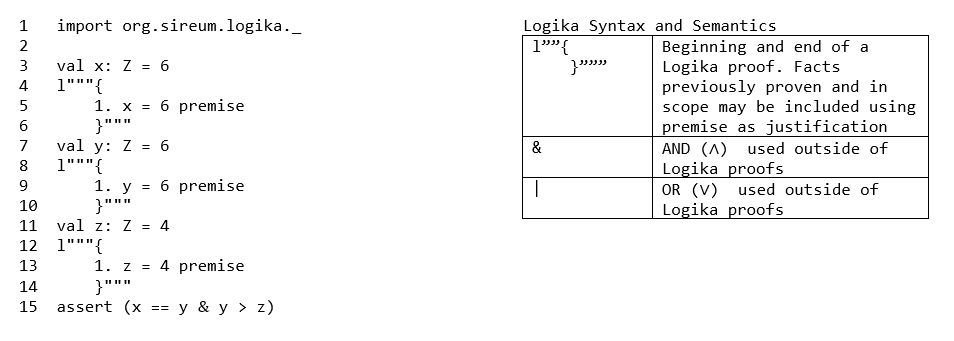 1 import org.sireum.logika._
2
3 val x: Z = 6
4 l"""{
5 1. x = 6 premise
6 }"""
7 val y: Z = 6
8 l"""{
9 1. y = 6 premise
10 }"""
11 val z: Z = 4
12 l"""{
13 1. z = 4 premise
14 }"""
15 assert (x == y & y > z)
Logika Syntax and Semantics
l””{
}”””
Beginning and end of a
Logika proof. Facts
previously proven and in
scope may be included using
premise as justification
&
AND (∧) used outside of
Logika proofs
|
OR (∨) used outside of
Logika proofs